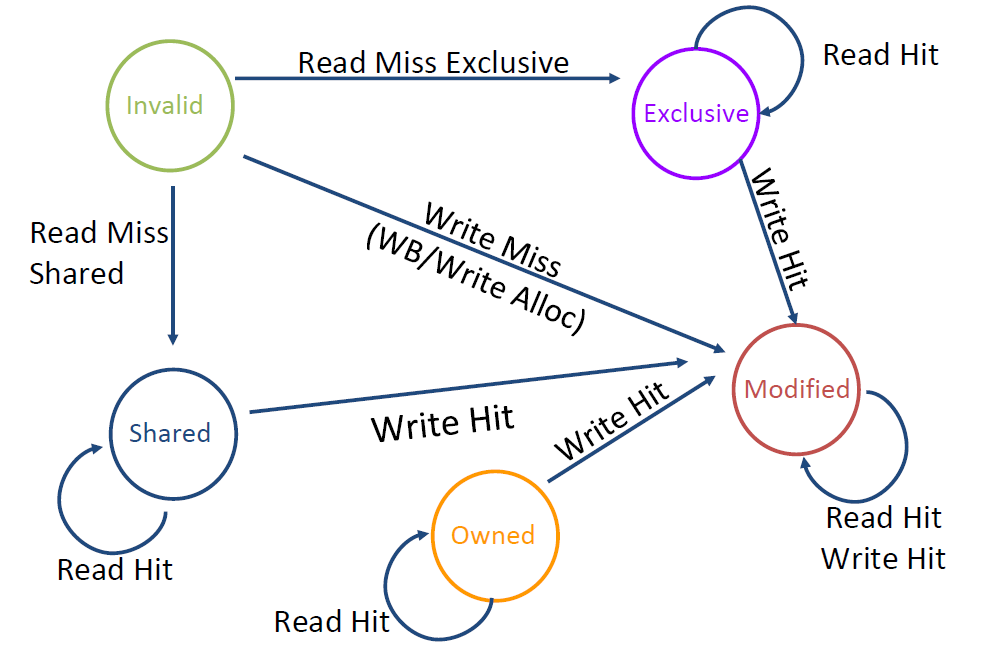 Read Miss Exclusive
Read Hit
Invalid
Exclusive
Write Hit
Read Miss
Shared
Write Miss
(WB/Write Alloc)
Modified
Write Hit
Write Hit
Shared
Read Hit
Write Hit
Owned
Read Hit
Read Hit